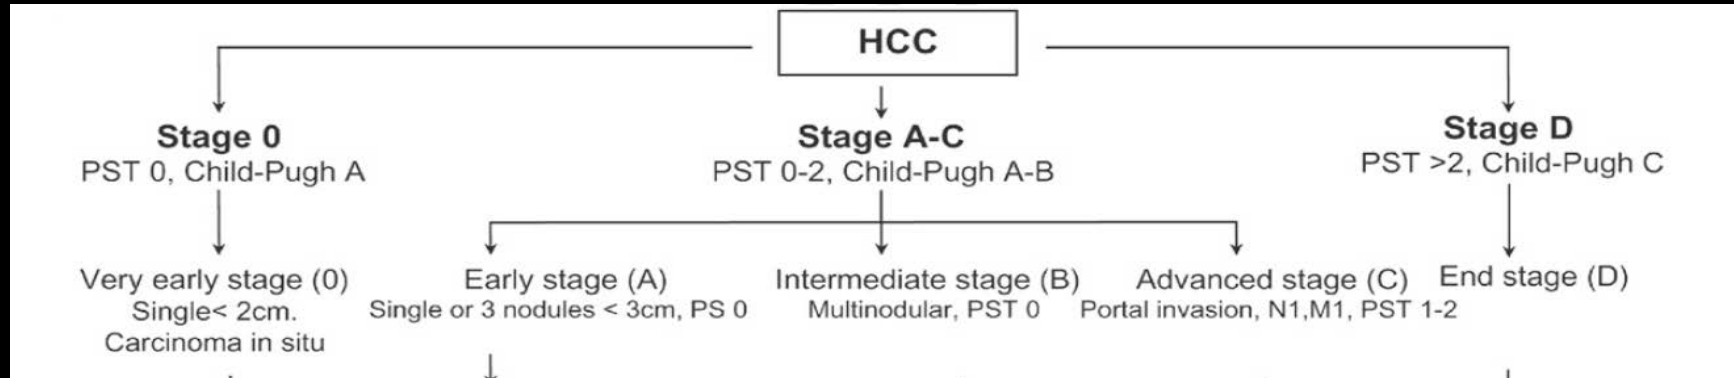 HCC
Stage 0
PST 0, Child-Pugh A
Stage A-C
PST 0-2, Child-Pugh A-B
Stage D
PST >2, Child-Pugh C
Very early stage (0)
Single< 2cm.
Carcinoma in situ
Early stage (A)
Single or 3 nodules < 3cm, PS 0
Intermediate stage (B)
Multinodular, PST 0
Advanced stage (C)
Portal invasion, N1,M1, PST 1-2
End stage (D)